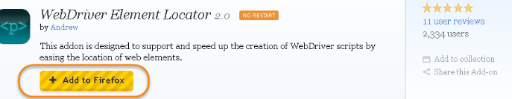 <p>
WebDriver Element Locator 2.0 NO RESTART
by Andrew
This addon is designed to support and speed up the creation of WebDriver scripts by
easing the location of web elements.
+ Add to Firefox
11 user reviews
2,334 users
Add to collection
Share this Add-on